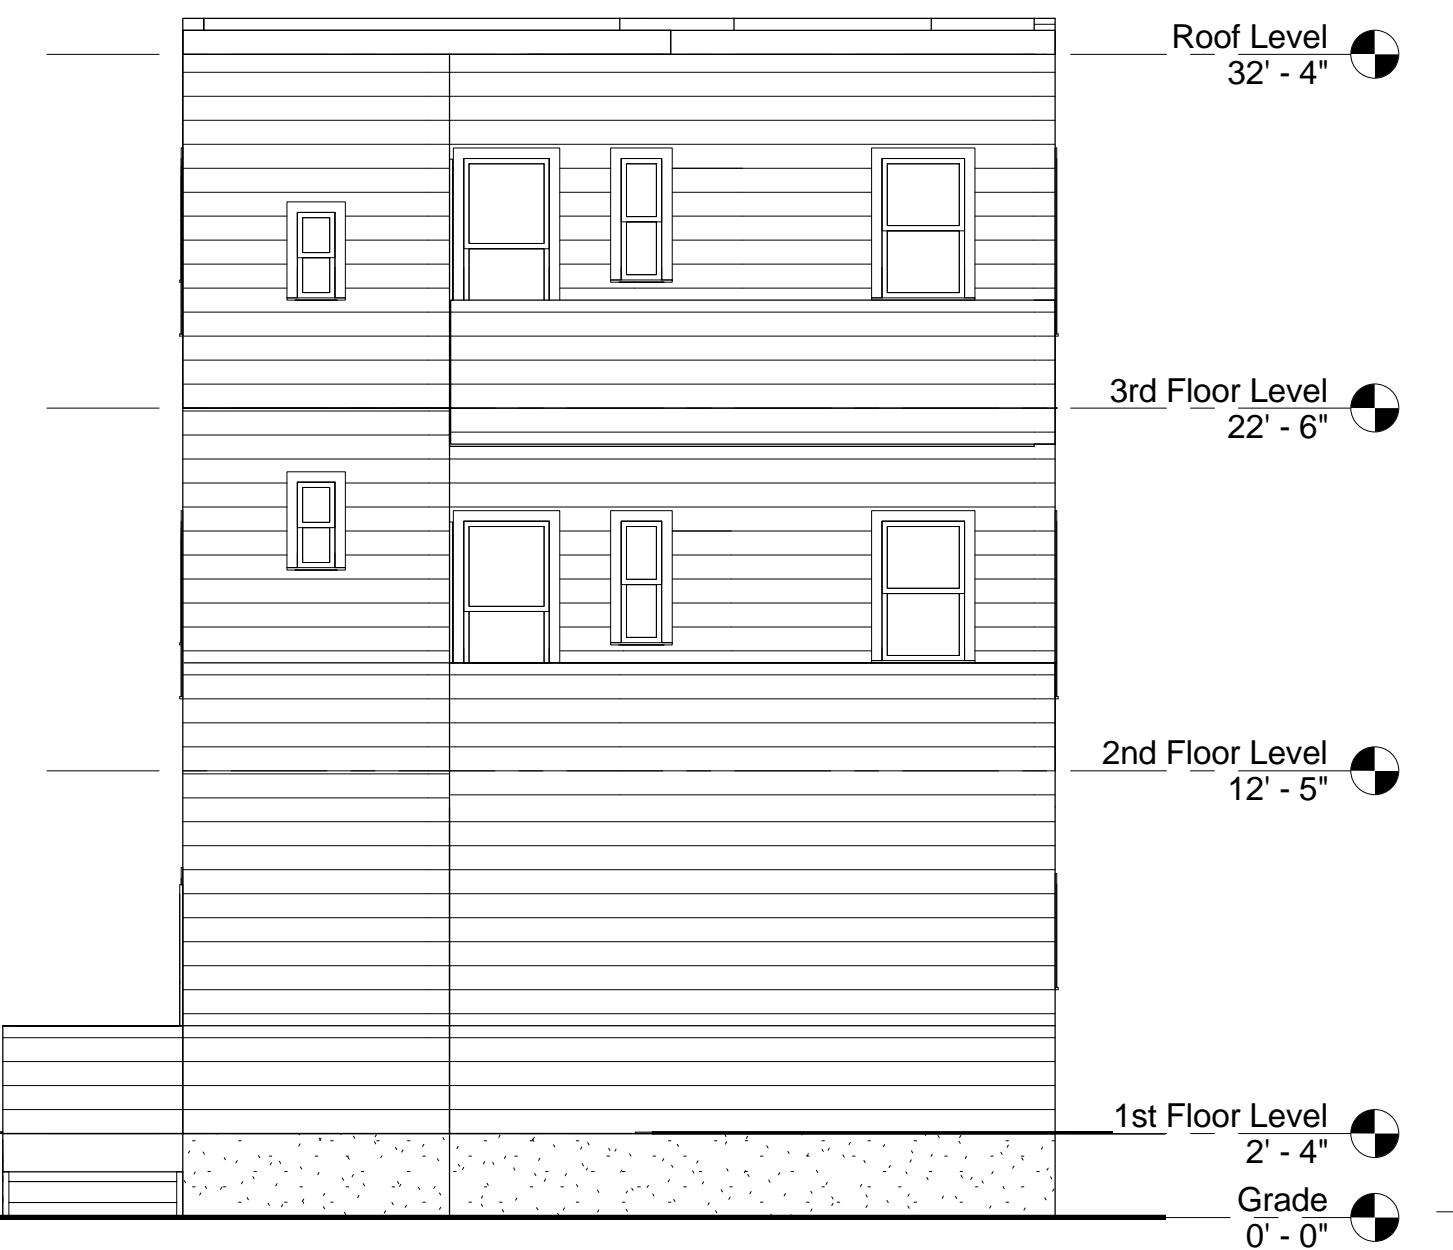 Roof Level
32' - 4"
3rd Floor Level
22' - 6"
2nd Floor Level
12' - 5"
1st Floor Level
2' - 4"
Grade
0' - 0"